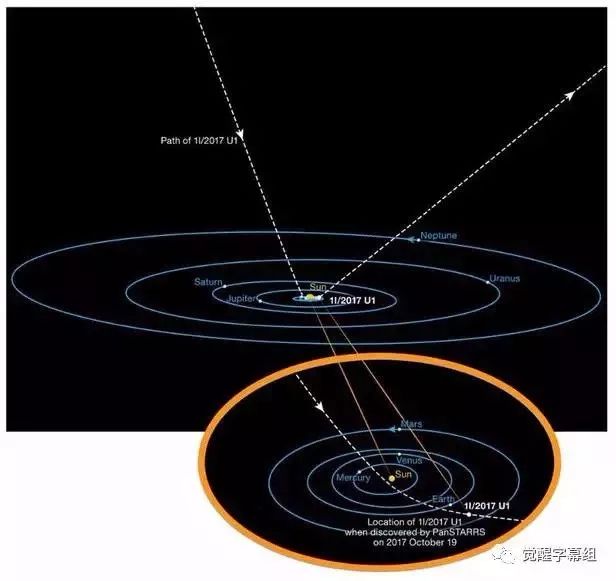 Path of 1I/2017 U1
Neptune
Uranus
Saturn
Sun
Jupiter
1I/2017 U1
Mars
Venus
Mercury
Sun
Earth
1I/2017 U1
Location of 1I/2017 U1
when discovered by PanSTARRS
on 2017 October 19
觉醒字幕组